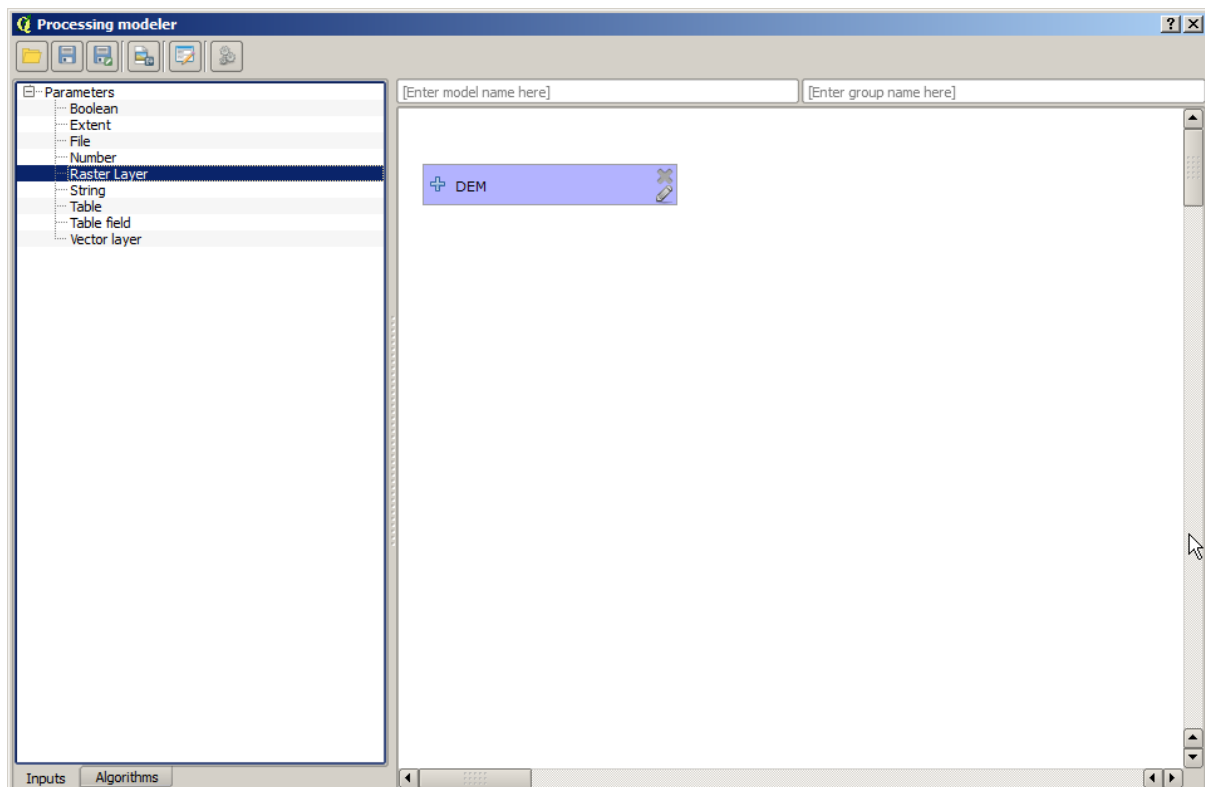 Processing modeler
Parameters
Boolean
Extent
File
Number
Raster Layer
String
Table
Table field
Vector layer
Inputs Algorithms
[Enter model name here] [Enter group name here]
DEM